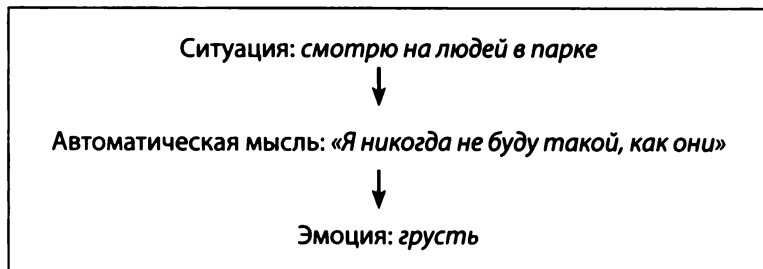 Ситуация: смотрю на людей в парке
Автоматическая мысль: «Я никогда не буду такой, как они»
Эмоция: грусть